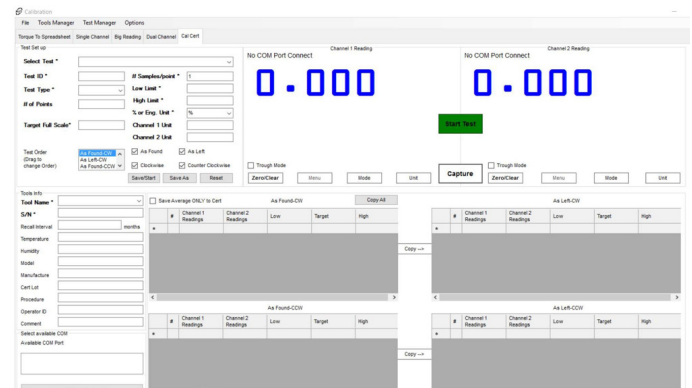 Calibration
File Tools Manager Test Manager Options
Torque To Spreadsheet Single Channel Big Reading Dual Channel Cal Cert
Test Set up
Select Test *
Test ID * # Samples/point * 1
Test Type * Low Limit *
# of Points High Limit *
% or Eng. Unit * %
Target Full Scale* Channel 1 Unit
Channel 2 Unit
Test Order
(Drag to
change Order)
As Found-CW
As Left-CW
As Found-CCW
As Found As Left
Clockwise Counter Clockwise
Save/Start Save As Reset
Channel 1 Reading
No COM Port Connect
0.000
Trough Mode
Zero/Clear Menu Mode Unit
Start Test
Capture
Channel 2 Reading
No COM Port Connect
0.000
Trough Mode
Zero/Clear Menu Mode Unit
Tools Info
Tool Name *
S/N *
Recall Interval months
Temperature
Humidity
Model
Manufacture
Cert Lot
Procedure
Operator ID
Comment
Select available COM
Available COM Port
Save Average ONLY to Cert As Found-CW Copy All
# Channel 1 Readings Channel 2 Readings Low Target High
Copy -->
As Left-CW
# Channel 1 Readings Channel 2 Readings Low Target High
As Found-CCW
# Channel 1 Readings Channel 2 Readings Low Target High
Copy -->
As Left-CCW
# Channel 1 Readings Channel 2 Readings Low Target High